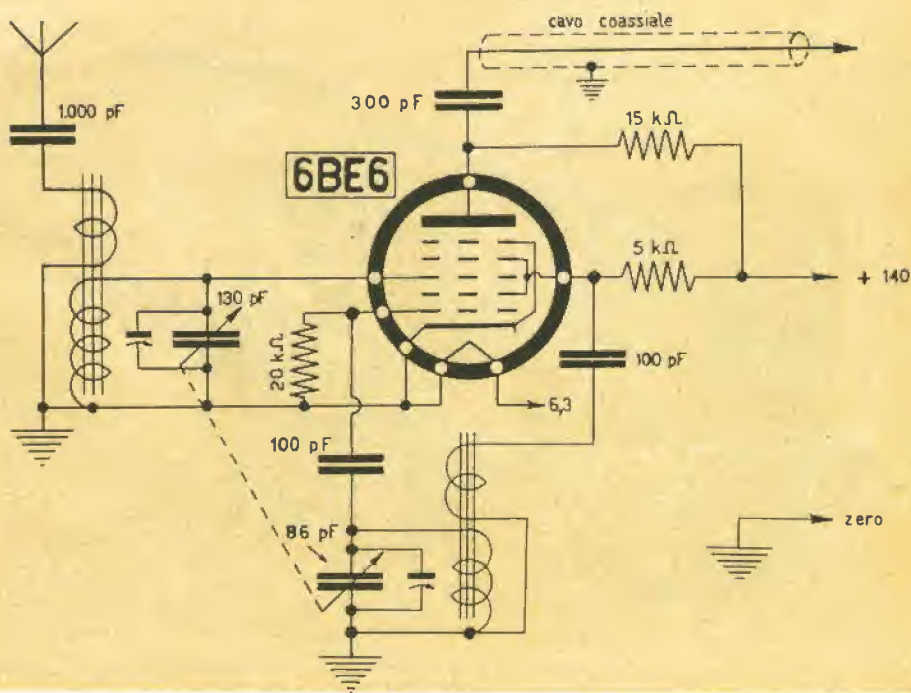 cavo coassiale
1.000 pF
300 pF
15 kΩ
6BE6
5 kΩ
+ 140
130 pF
20 kΩ
100 pF
6,3
100 pF
86 pF
zero